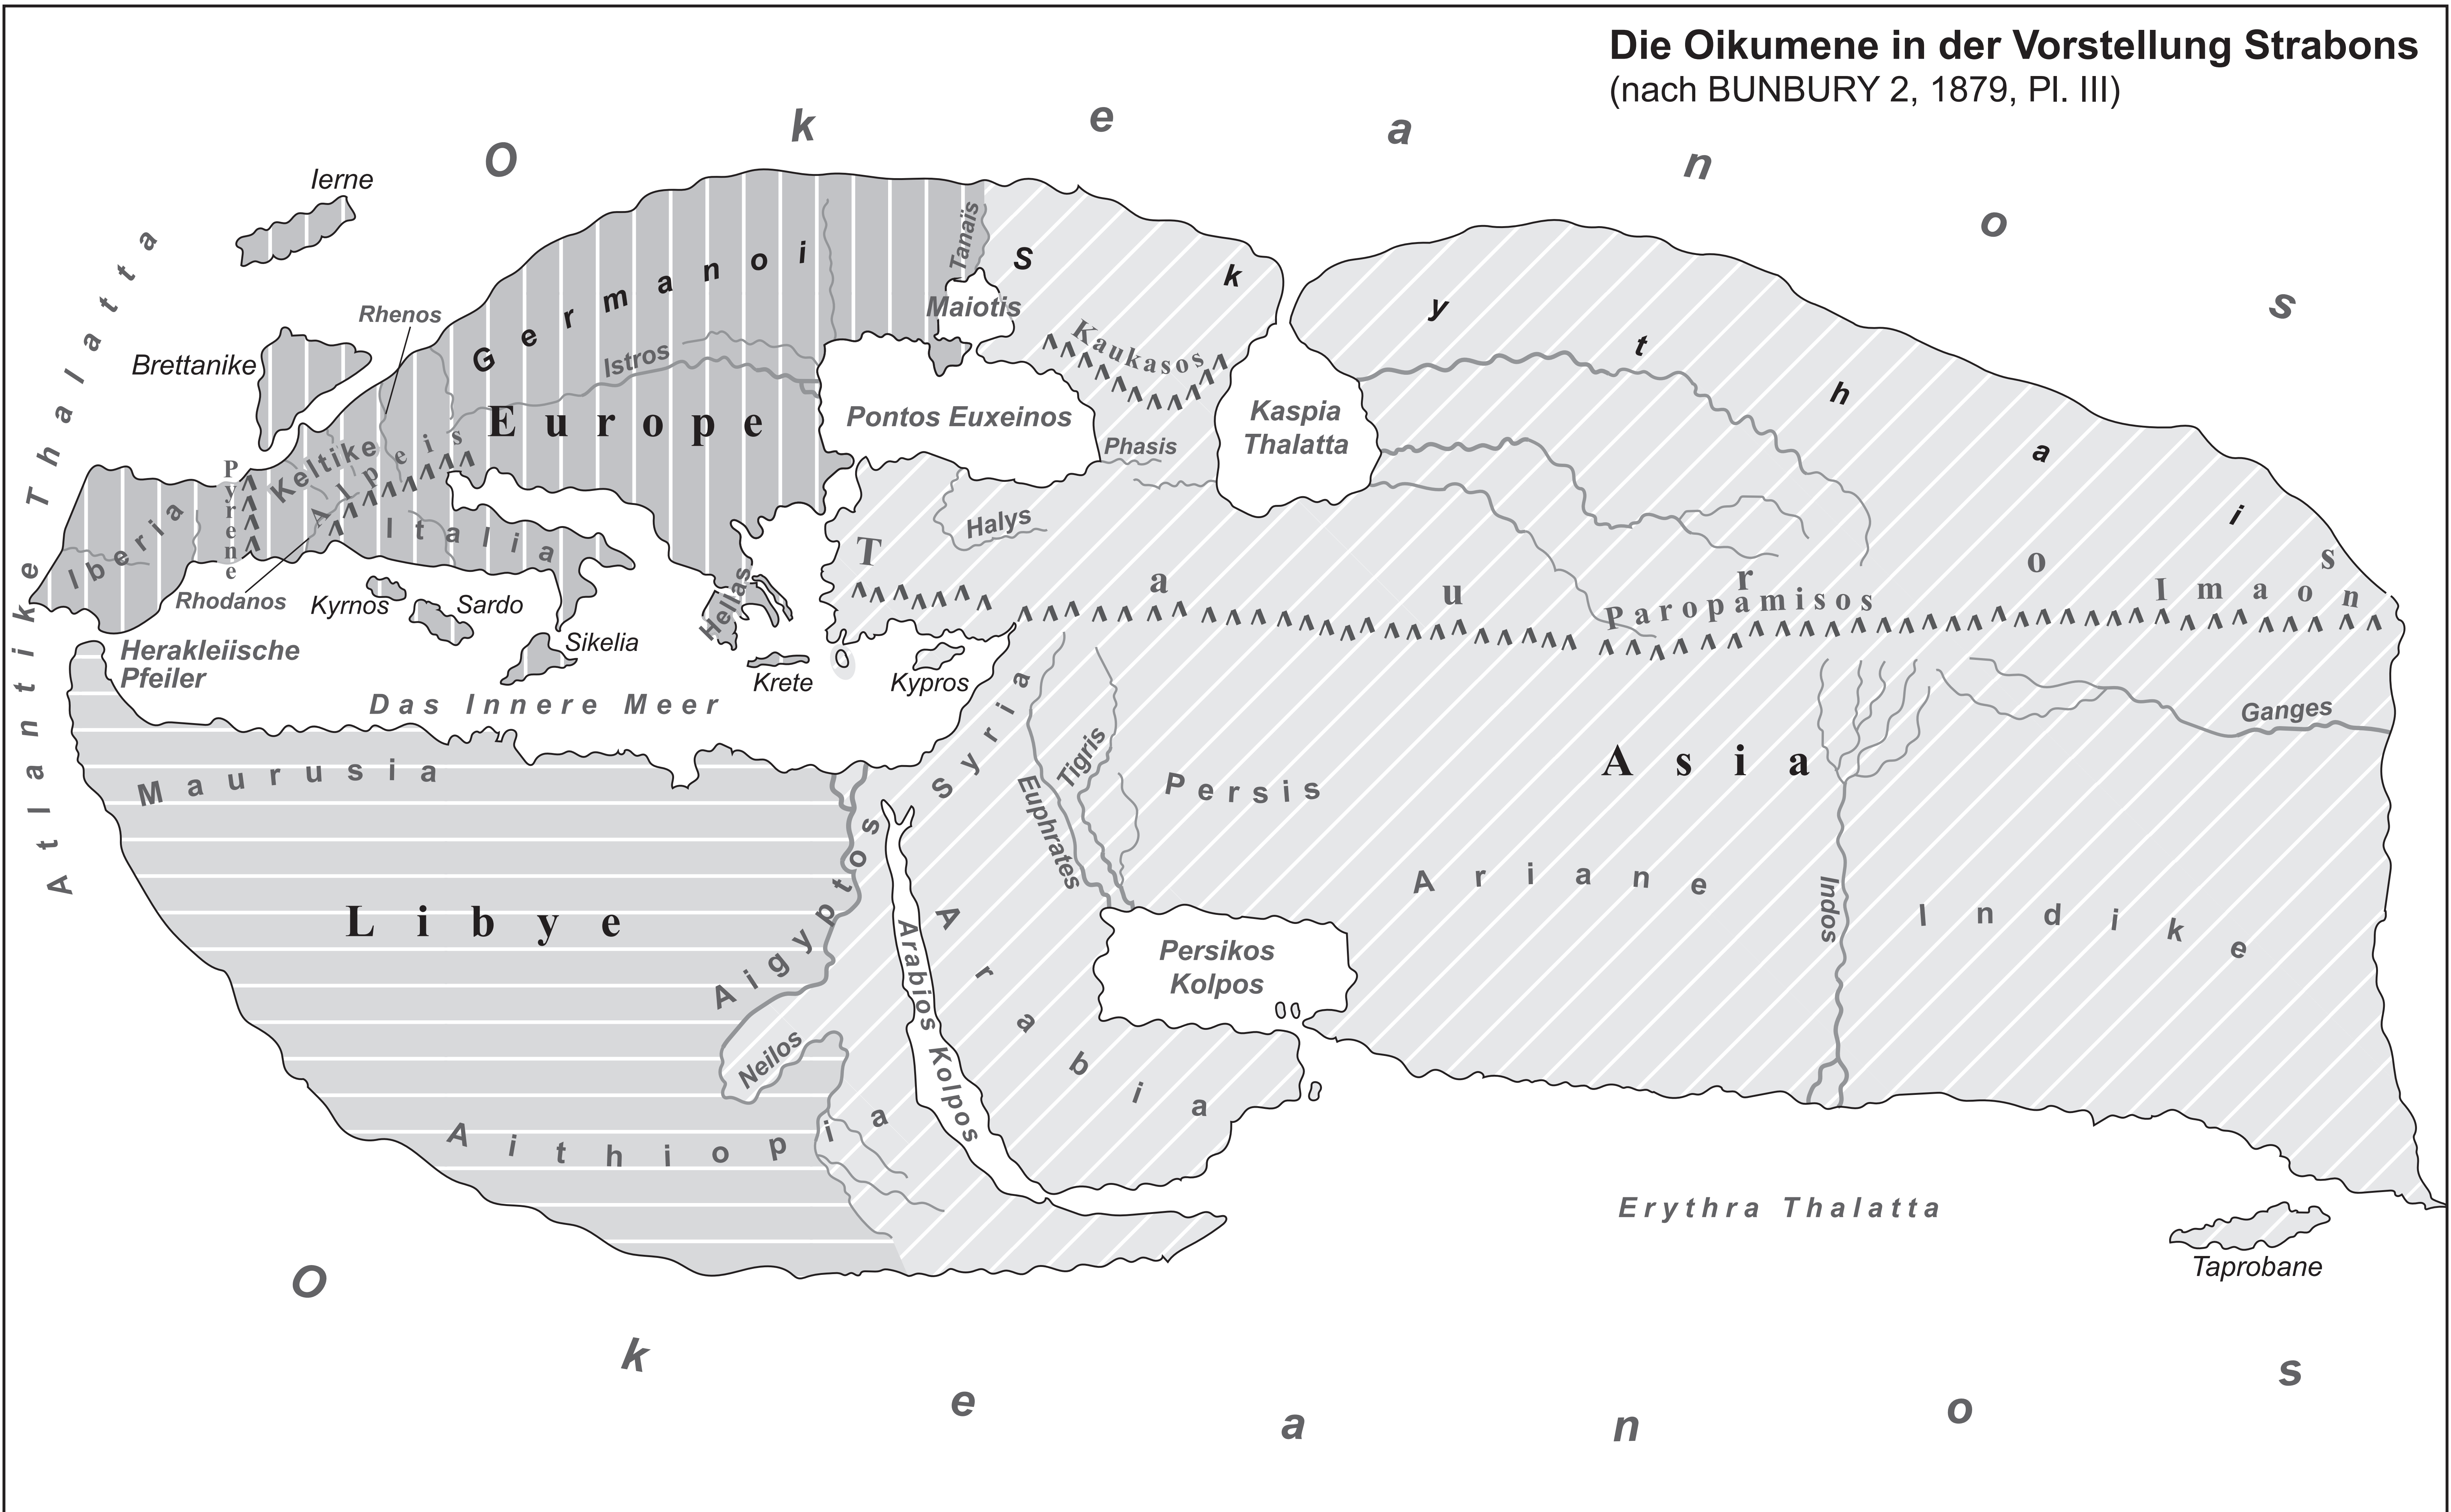 Die Oikumene in der Vorstellung Strabons
(nach BUNBURY 2, 1879, Pl. III)
Okeanos
Atlantike Thalatta
Ierne
Brettanike
Rhenos
Germanoi
Tanais
Maiotis
Skythai
Kaukasos
Istros
Europe
Pontos Euxeinos
Phasis
Kaspia
Thalatta
Pyrene
Keltike
Alpeis
Iberia
Italia
Halys
Tauros
Paropamisos
Imaon
Rhodanos
Kyrnos
Sardo
Sikelia
Hellas
Krete
Kypros
Herakleiische
Pfeiler
Das Innere Meer
Syria
Tigris
Euphrates
Persis
Asia
Ganges
Maurusia
Libye
Aigyptos
Arabios Kolpos
Arabia
Persikos
Kolpos
Ariane
Indos
Indike
Neilos
Aithiopia
Erythra Thalatta
Taprobane
Okeanos